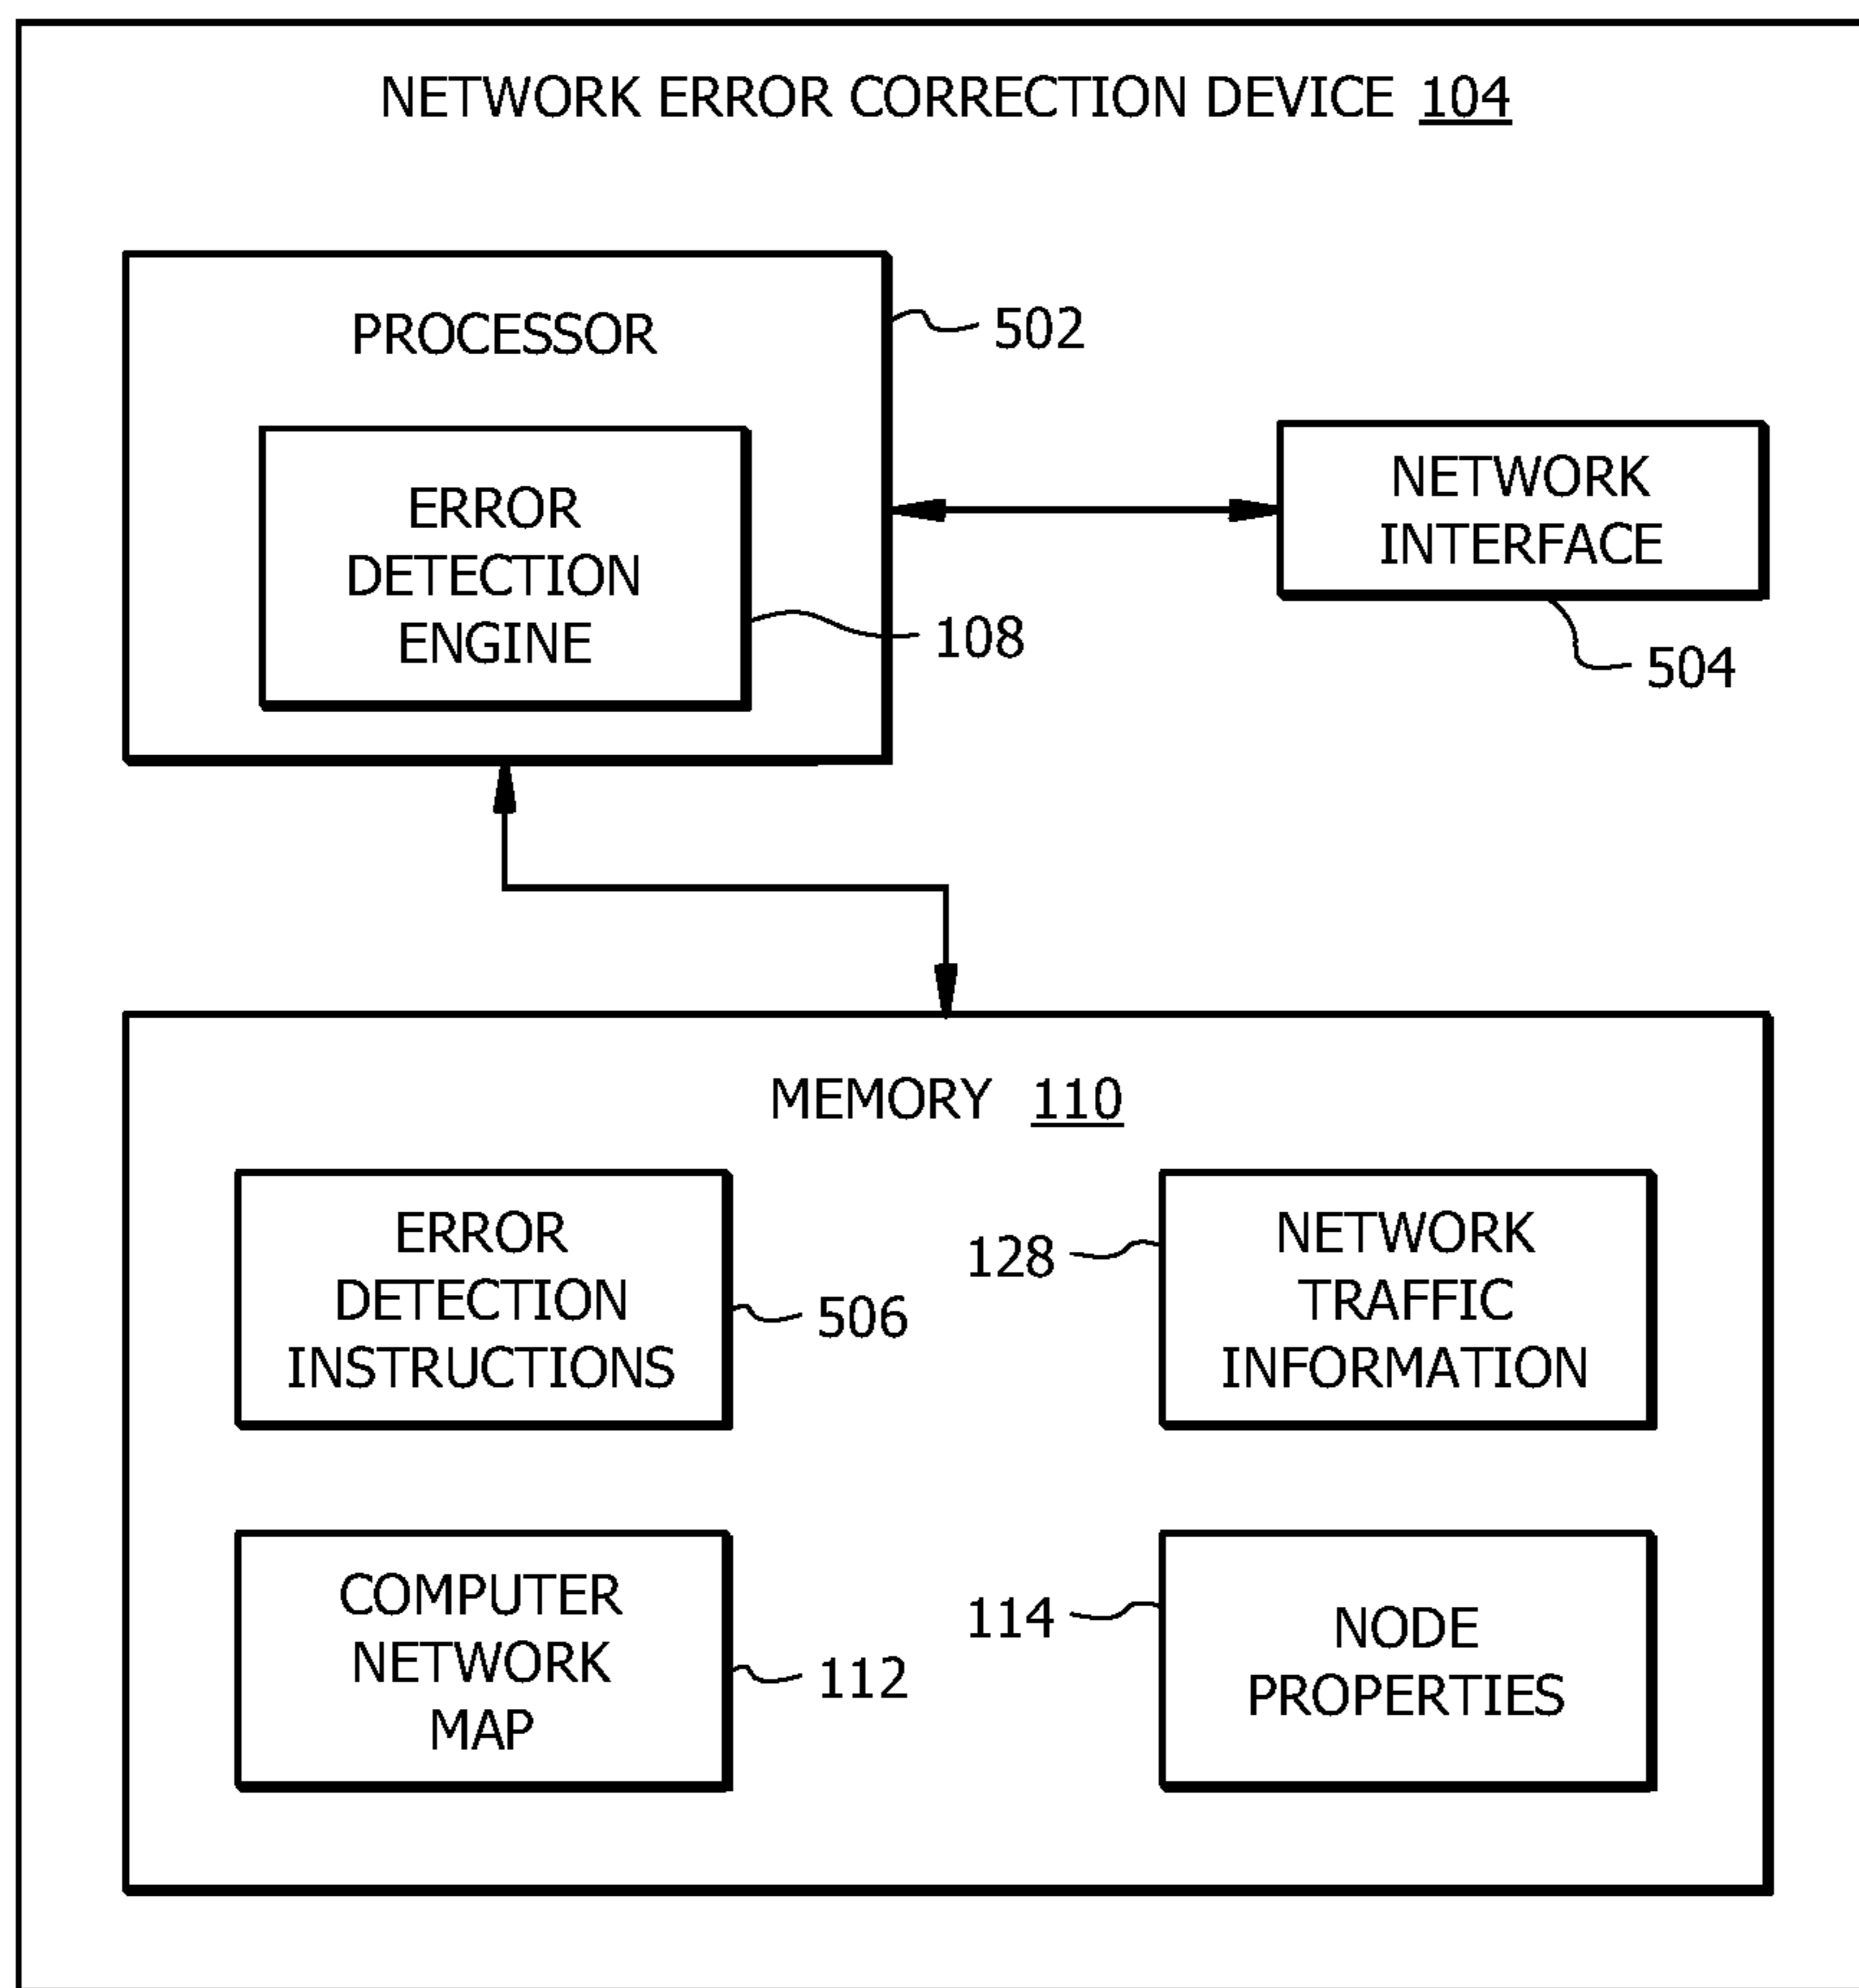 NETWORK ERROR CORRECTION DEVICE 104
PROCESSOR
502
ERROR
DETECTION
ENGINE
108
NETWORK
INTERFACE
504
MEMORY 110
ERROR
DETECTION
INSTRUCTIONS
506
128
NETWORK
TRAFFIC
INFORMATION
COMPUTER
NETWORK
MAP
112
114
NODE
PROPERTIES